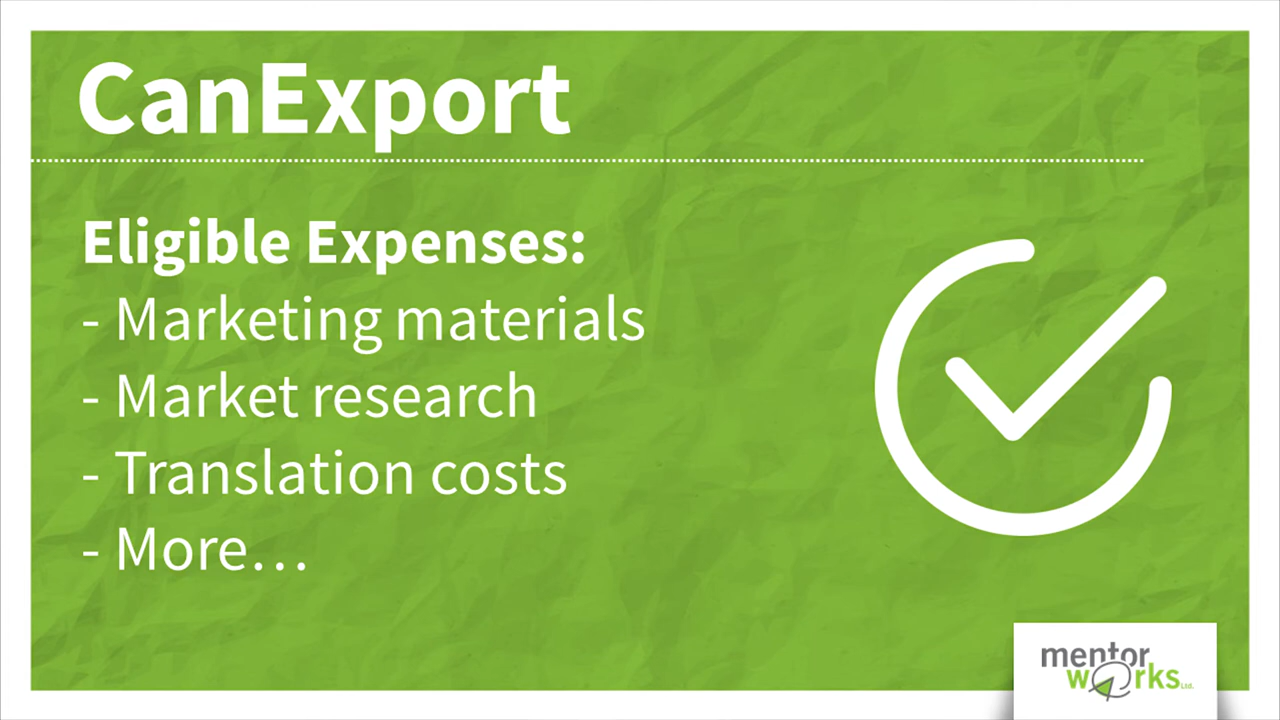 CanExport
Eligible Expenses:
- Marketing materials
- Market research
- Translation costs
- More…
mentor
works Ltd.